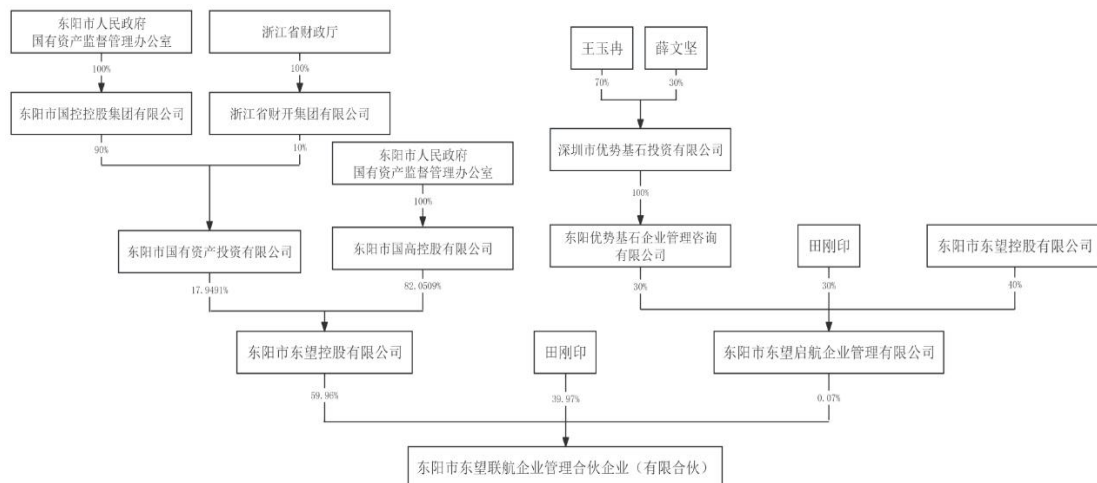 东阳市人民政府
国有资产监督管理办公室
浙江省财政厅
王玉冉
薛文坚
100%
100%
70%
30%
东阳市国控控股集团有限公司
浙江省财开集团有限公司
深圳市优势基石投资有限公司
90%
10%
东阳市人民政府
国有资产监督管理办公室
100%
100%
东阳市国有资产投资有限公司
东阳市国高控股有限公司
东阳优势基石企业管理咨询
有限公司
田刚印
东阳市东望控股有限公司
17.9491%
82.0509%
30%
30%
40%
东阳市东望控股有限公司
田刚印
东阳市东望启航企业管理有限公司
59.96%
39.97%
0.07%
东阳市东望联航企业管理合伙企业（有限合伙）